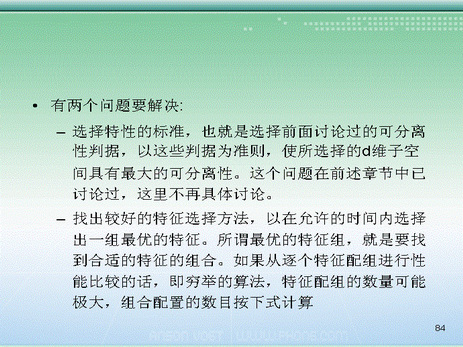 • 有两个问题要解决:
– 选择特性的标准，也就是选择前面讨论过的可分离
性判据，以这些判据为准则，使所选择的d维子空
间具有最大的可分离性。这个问题在前述章节中已
讨论过，这里不再具体讨论。
– 找出较好的特征选择方法，以在允许的时间内选择
出一组最优的特征。所谓最优的特征组，就是要找
到合适的特征的组合。如果从逐个特征配组进行性
能比较的话，即穷举的算法，特征配组的数量可能
极大，组合配置的数目按下式计算
84